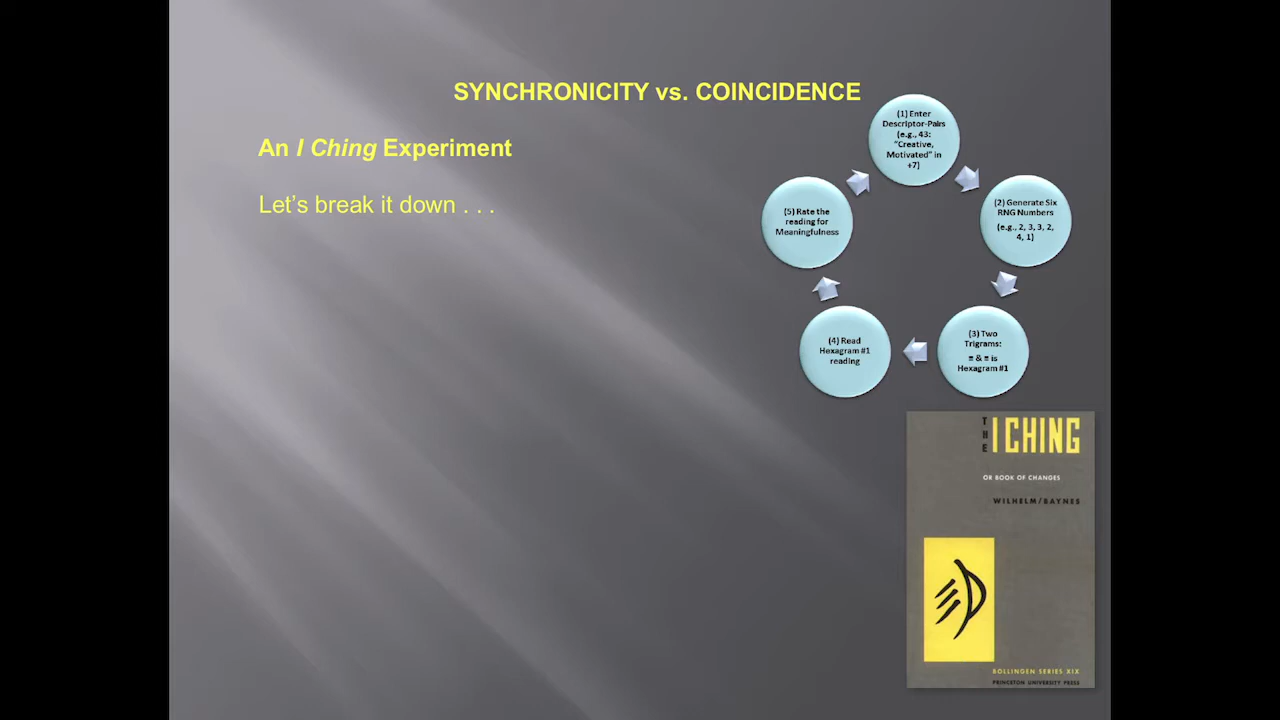 SYNCHRONICITY vs. COINCIDENCE
An I Ching Experiment
Let's break it down . . .
(1) Enter
Descriptor-Pairs
(e.g., 43:
"Creative,
Motivated" in
+7)
(2) Generate Six
RNG Numbers
(e.g., 2, 3, 3, 2,
4, 1)
(3) Two
Trigrams:
☰ & ☰ is
Hexagram #1
(4) Read
Hexagram #1
reading
(5) Rate the
reading for
Meaningfulness
THE I CHING
OR BOOK OF CHANGES
WILHELM/BAYNES
BOLLINGEN SERIES XIX
PRINCETON UNIVERSITY PRESS